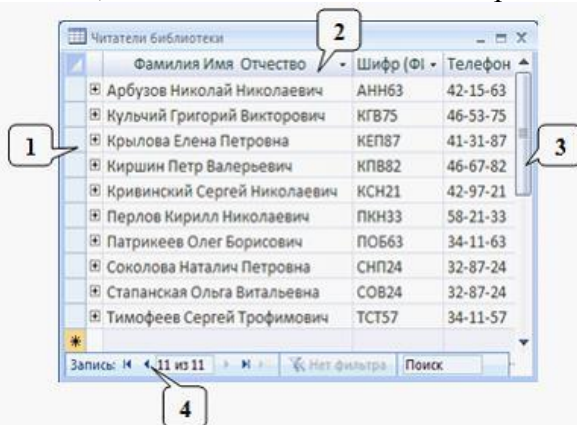 Читатели библиотеки
2
Фамилия Имя Отчество Шифр (ФІ Телефон
Арбузов Николай Николаевич АНН63 42-15-63
Кульчий Григорий Викторович КГВ75 46-53-75
1
Крылова Елена Петровна КЕП87 41-31-87
3
Киршин Петр Валерьевич КПВ82 46-67-82
Кривинский Сергей Николаевич КСН21 42-97-21
Перлов Кирилл Николаевич ПКН33 58-21-33
Патрикеев Олег Борисович ПОБ63 34-11-63
Соколова Наталич Петровна СНП24 32-87-24
Стапанская Ольга Витальевна СОВ24 32-87-24
Тимофеев Сергей Трофимович ТСТ57 34-11-57
Запись: 11 из 11 Нет фильтра Поиск
4